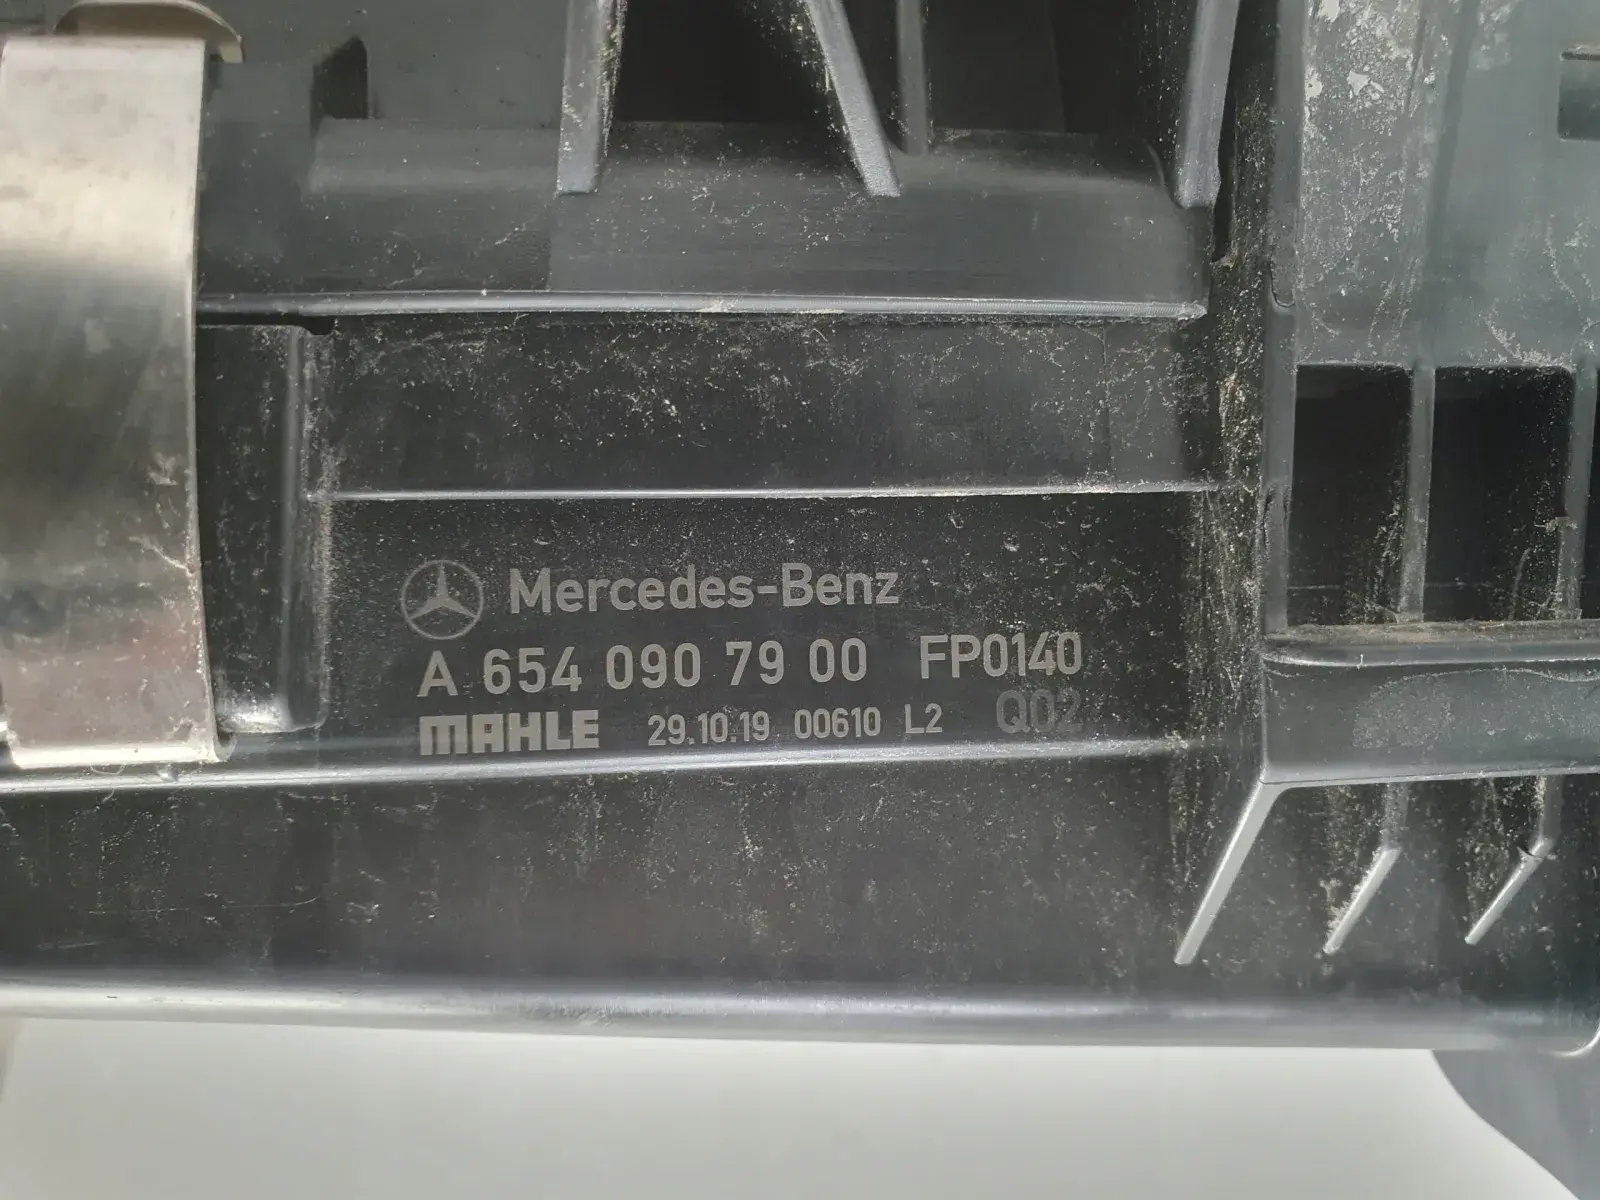 Mercedes-Benz
A 654 090 79 00 FP0140
MAHLE 29.10.19 00610 L2 Q02